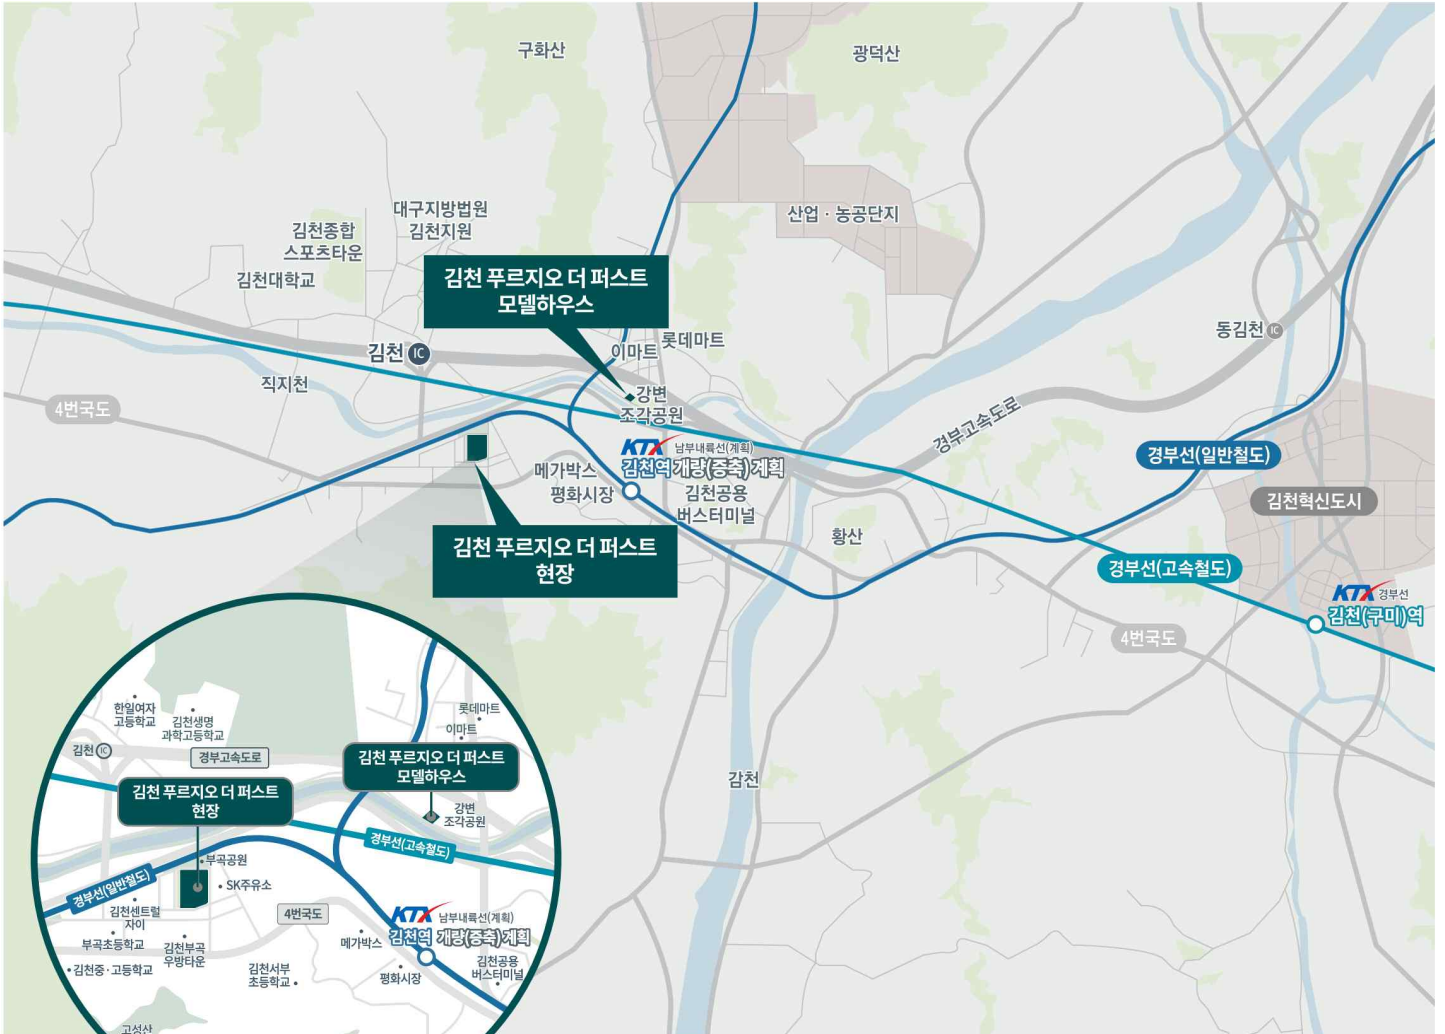 구화산
광덕산
대구지방법원
김천지원
김천종합
스포츠타운
김천대학교
산업 · 농공단지
김천 푸르지오 더 퍼스트
모델하우스
롯데마트
이마트
동김천 IC
김천 IC
직지천
4번국도
강변
조각공원
경부고속도로
KTX 남부내륙선(계획)
김천역 개량(증축) 계획
메가박스
평화시장
김천공용
버스터미널
경부선(일반철도)
김천혁신도시
황산
김천 푸르지오 더 퍼스트
현장
경부선(고속철도)
KTX 경부선
김천(구미)역
4번국도
감천
한일여자
고등학교
김천생명
과학고등학교
롯데마트
이마트
김천 IC
경부고속도로
김천 푸르지오 더 퍼스트
모델하우스
김천 푸르지오 더 퍼스트
현장
강변
조각공원
경부선(고속철도)
부곡공원
SK주유소
경부선(일반철도)
김천센트럴
자이
4번국도
KTX 남부내륙선(계획)
김천역 개량(증축) 계획
부곡초등학교
김천부곡
우방타운
메가박스
김천중 · 고등학교
김천서부
초등학교
평화시장
김천공용
버스터미널
고성산